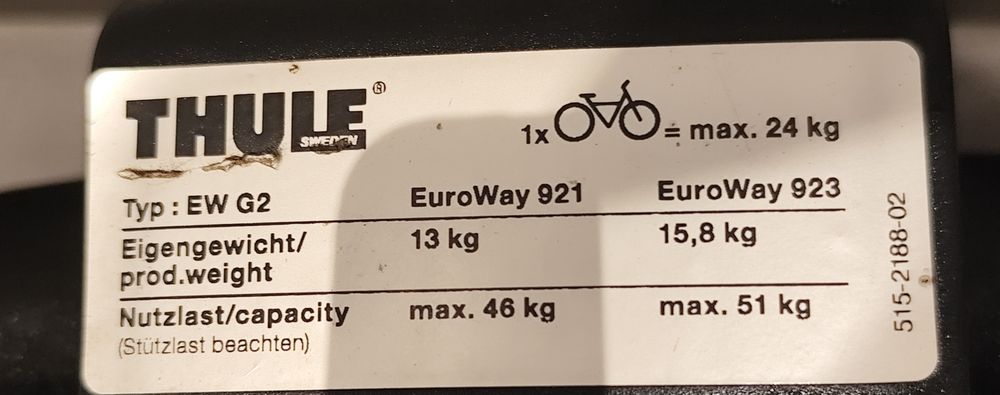 THULE®
SWEDEN
1x = max. 24 kg
Typ : EW G2 EuroWay 921 EuroWay 923
Eigengewicht/ 13 kg 15,8 kg
prod.weight
Nutzlast/capacity max. 46 kg max. 51 kg
(Stützlast beachten)
515-2188-02